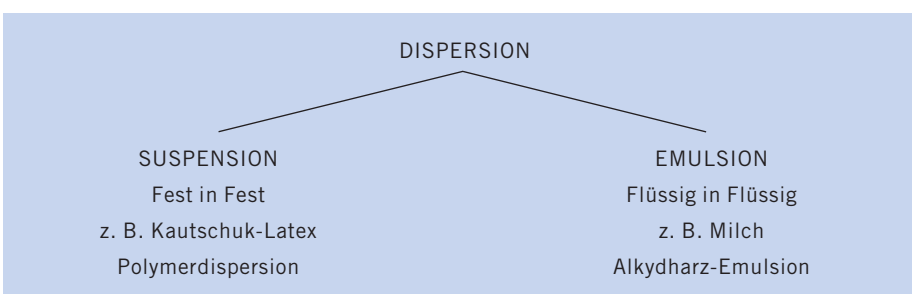 DISPERSION
SUSPENSION
Fest in Fest
z. B. Kautschuk-Latex
Polymerdispersion
EMULSION
Flüssig in Flüssig
z. B. Milch
Alkydharz-Emulsion